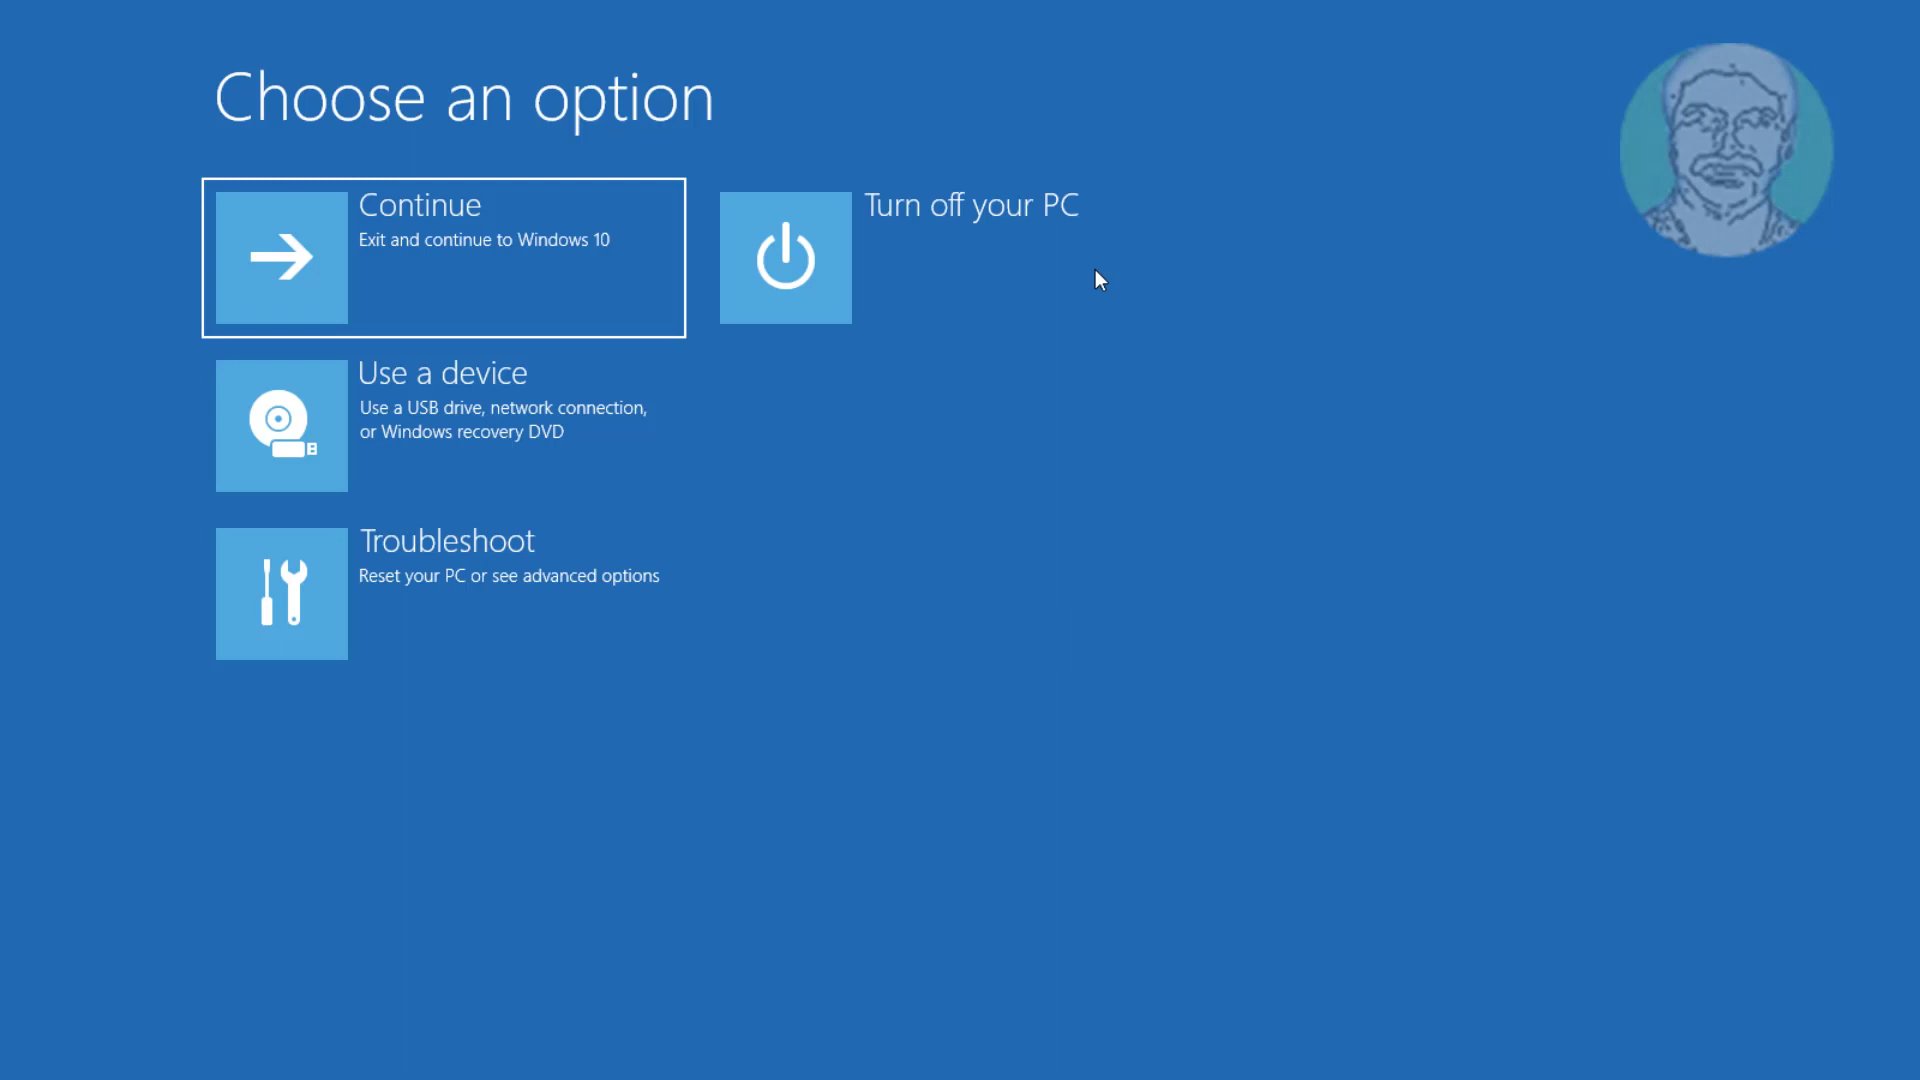 Choose an option
Continue
Exit and continue to Windows 10
Turn off your PC
Use a device
Use a USB drive, network connection,
or Windows recovery DVD
Troubleshoot
Reset your PC or see advanced options